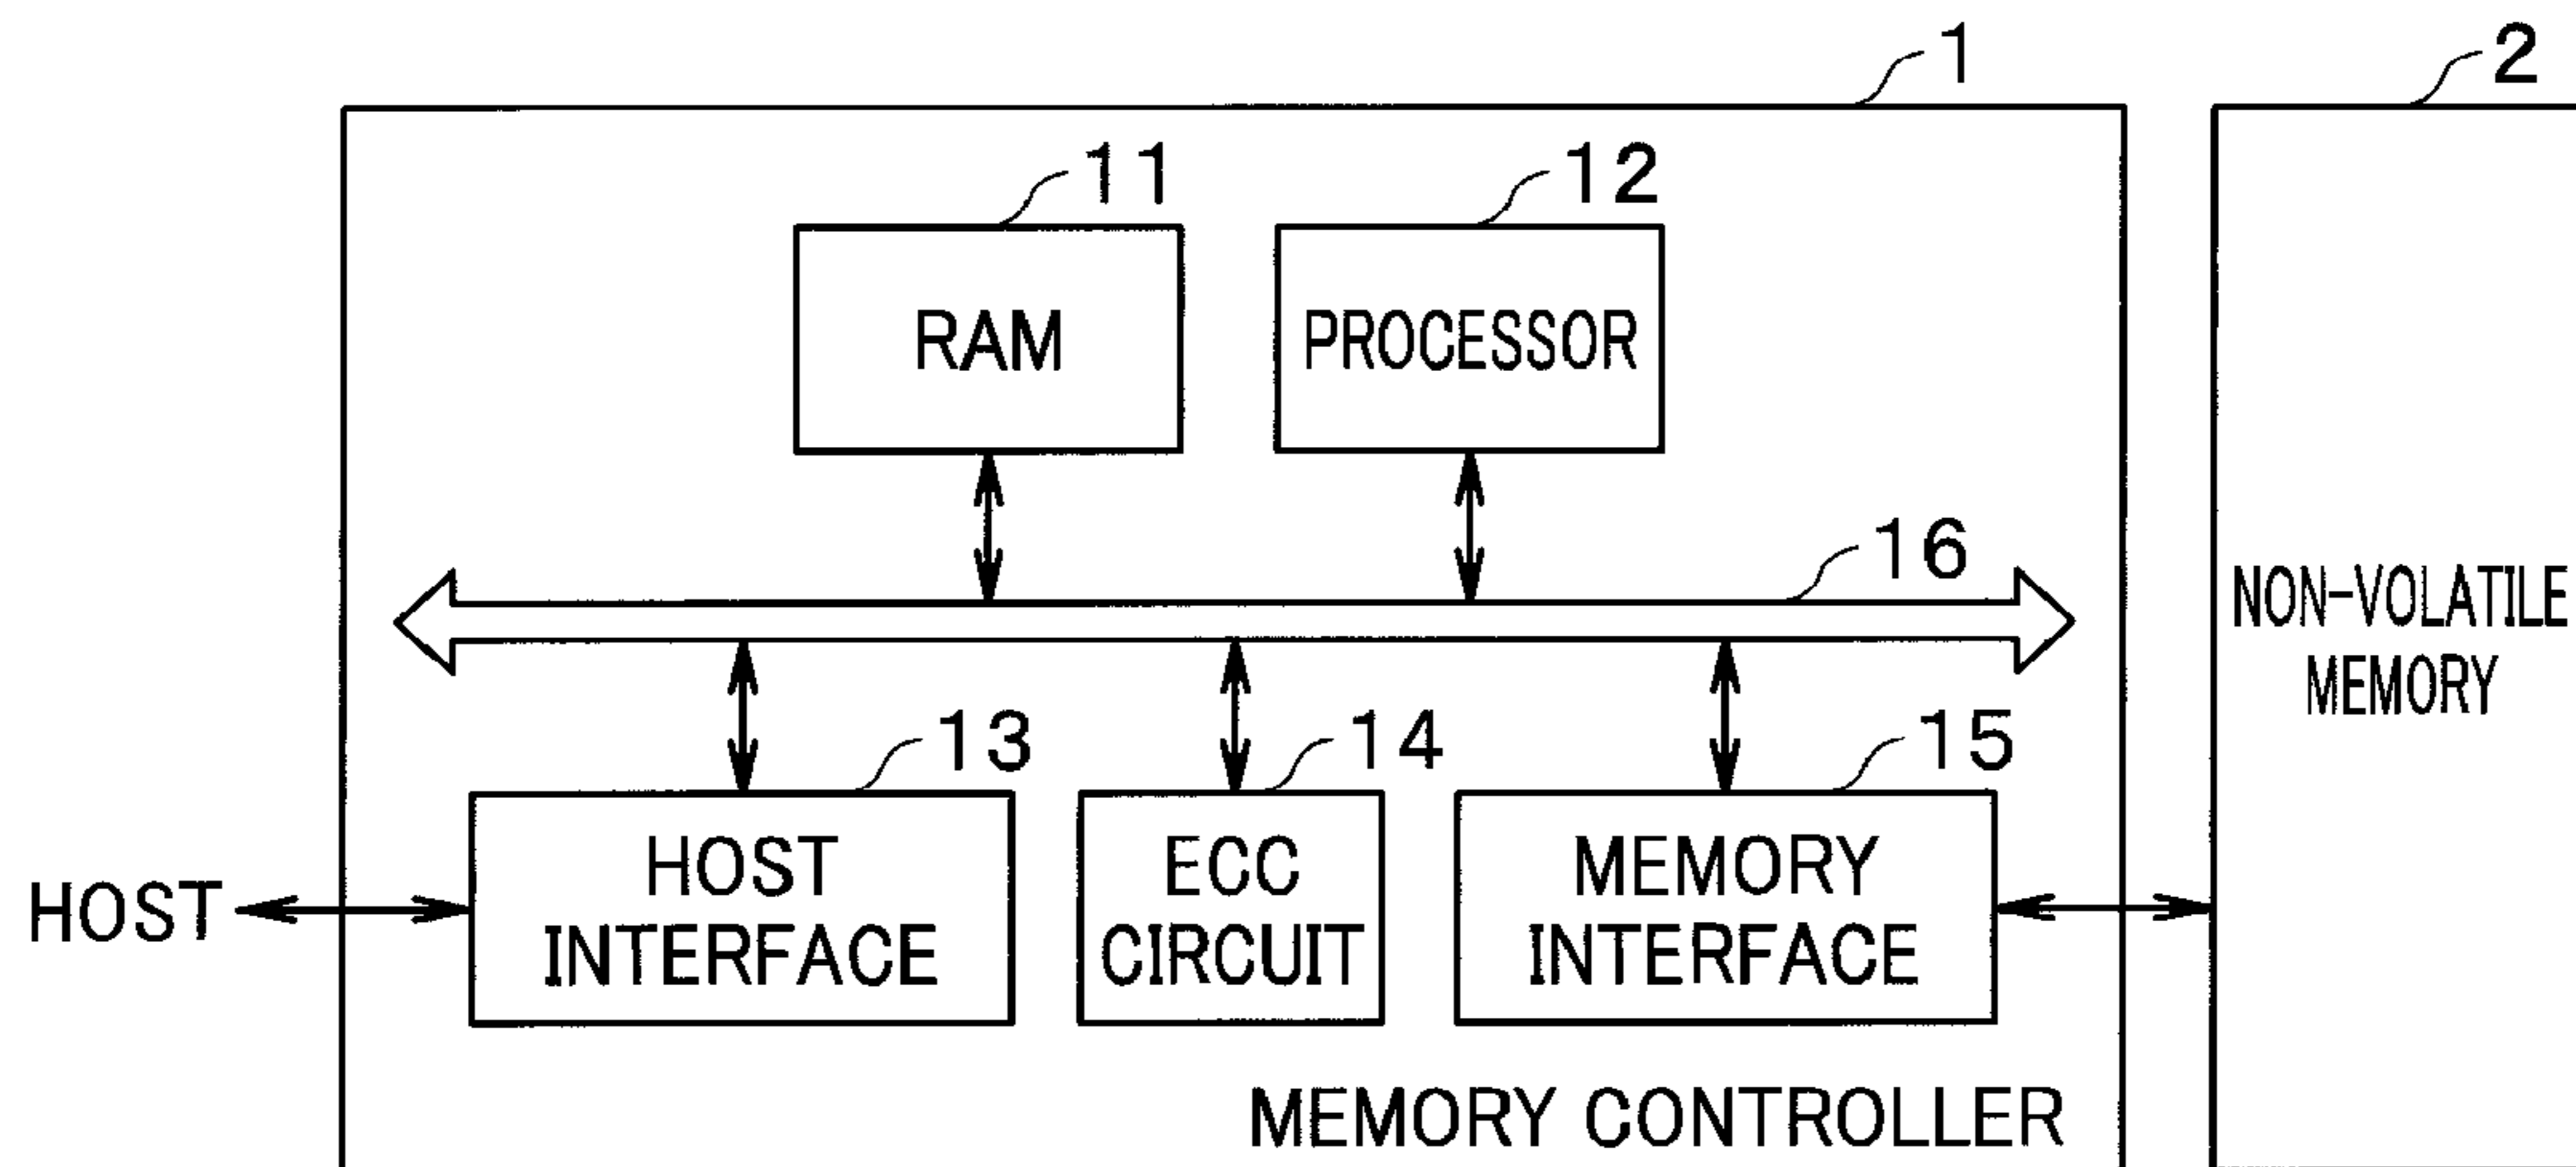 1
2
11
12
RAM
PROCESSOR
16
NON-VOLATILE
MEMORY
13
14
15
HOST
HOST
INTERFACE
ECC
CIRCUIT
MEMORY
INTERFACE
MEMORY CONTROLLER